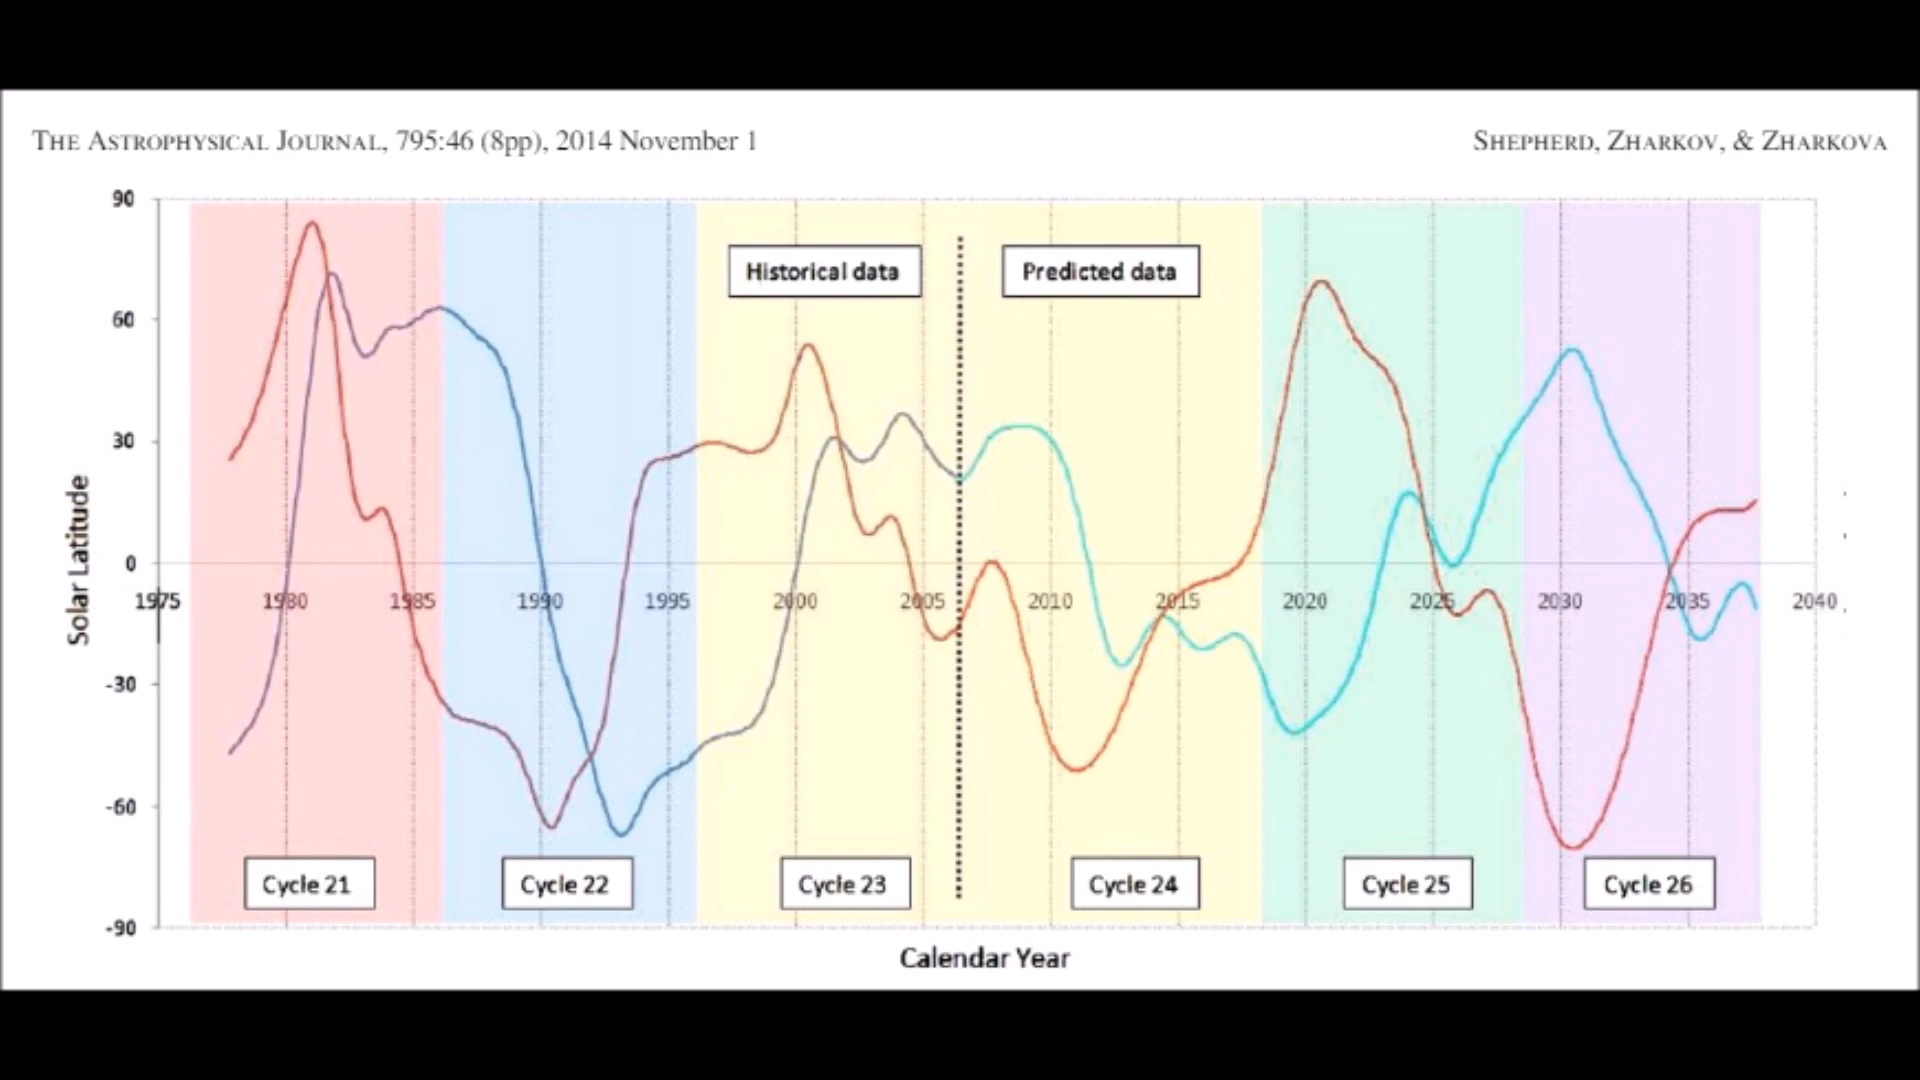 THE ASTROPHYSICAL JOURNAL, 795:46 (8pp), 2014 November 1
SHEPHERD, ZHARKOV, & ZHARKOVA
90
60
30
0
-30
-60
-90
Solar Latitude
Historical data
Predicted data
1975 1980 1985 1990 1995 2000 2005 2010 2015 2020 2025 2030 2035 2040
Cycle 21
Cycle 22
Cycle 23
Cycle 24
Cycle 25
Cycle 26
Calendar Year